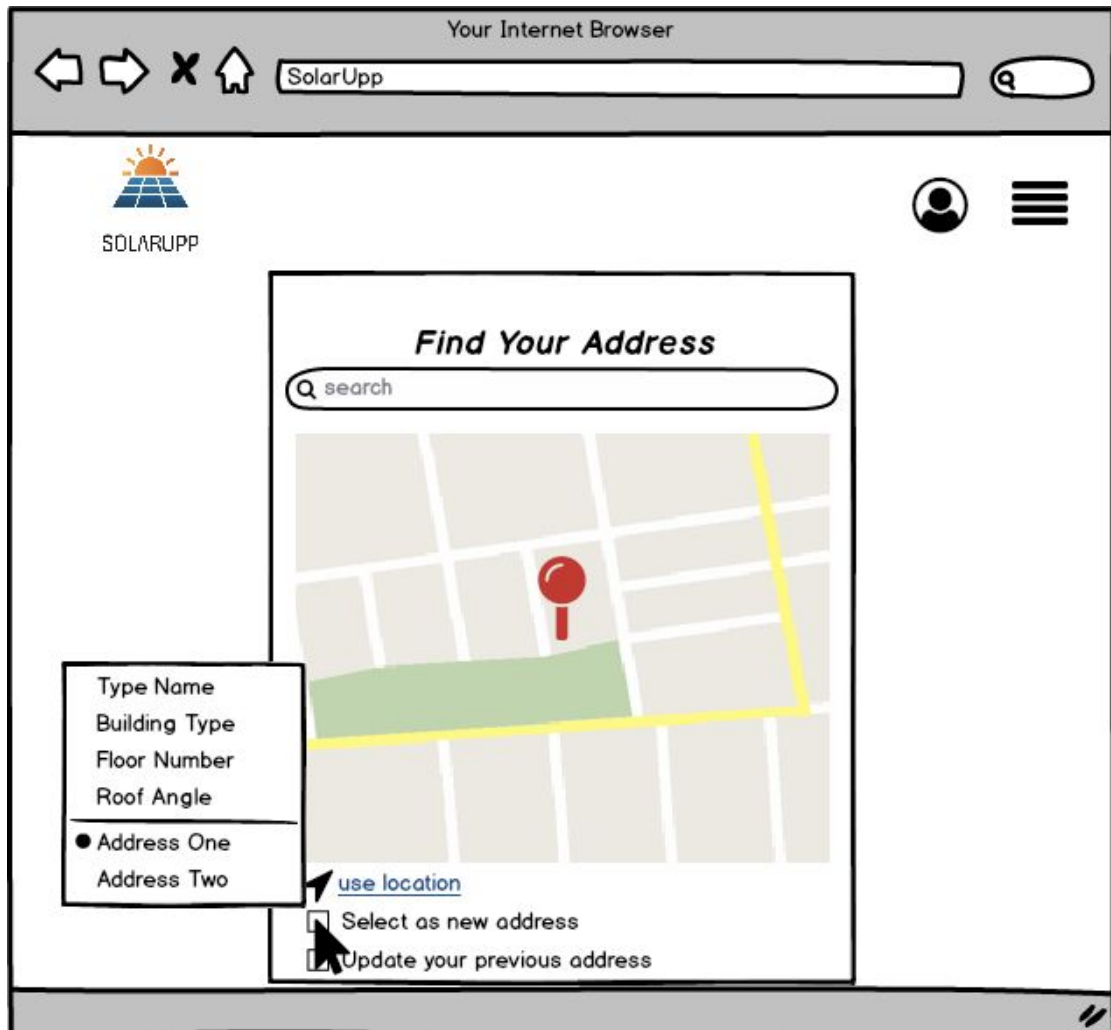 Your Internet Browser
SolarUpp
SOLARUPP
Find Your Address
search
Type Name
Building Type
Floor Number
Roof Angle
Address One
Address Two
use location
Select as new address
Update your previous address